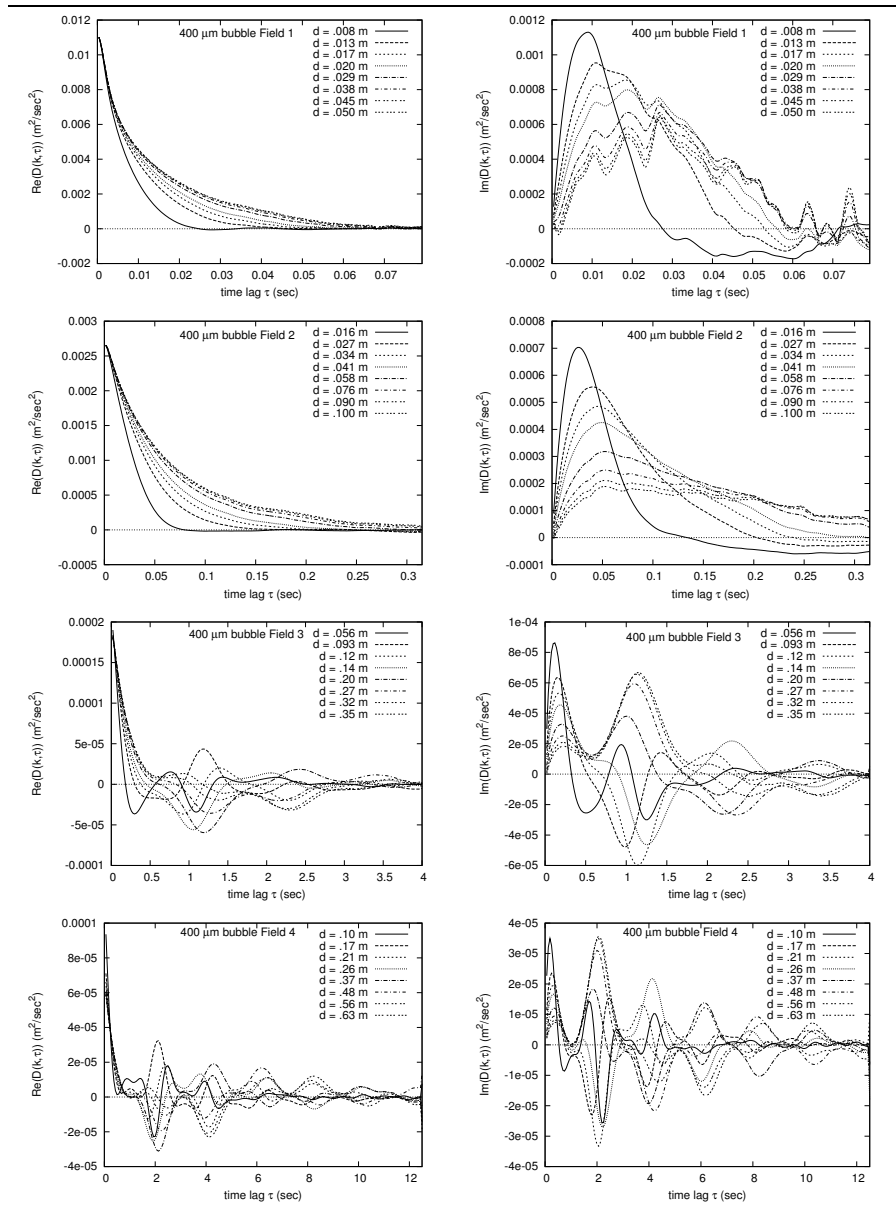 400 µm bubble Field 1
d = .008 m
d = .013 m
d = .017 m
d = .020 m
d = .029 m
d = .038 m
d = .045 m
d = .050 m
0.012
0.01
0.008
0.006
0.004
0.002
0
-0.002
Re(D(k,τ)) (m²/sec²)
0 0.01 0.02 0.03 0.04 0.05 0.06 0.07
time lag τ (sec)
400 µm bubble Field 1
d = .008 m
d = .013 m
d = .017 m
d = .020 m
d = .029 m
d = .038 m
d = .045 m
d = .050 m
0.0012
0.001
0.0008
0.0006
0.0004
0.0002
0
-0.0002
Im(D(k,τ)) (m²/sec²)
0 0.01 0.02 0.03 0.04 0.05 0.06 0.07
time lag τ (sec)
400 µm bubble Field 2
d = .016 m
d = .027 m
d = .034 m
d = .041 m
d = .058 m
d = .076 m
d = .090 m
d = .100 m
0.003
0.0025
0.002
0.0015
0.001
0.0005
0
-0.0005
Re(D(k,τ)) (m²/sec²)
0 0.05 0.1 0.15 0.2 0.25 0.3
time lag τ (sec)
400 µm bubble Field 2
d = .016 m
d = .027 m
d = .034 m
d = .041 m
d = .058 m
d = .076 m
d = .090 m
d = .100 m
0.0008
0.0007
0.0006
0.0005
0.0004
0.0003
0.0002
0.0001
0
-0.0001
Im(D(k,τ)) (m²/sec²)
0 0.05 0.1 0.15 0.2 0.25 0.3
time lag τ (sec)
400 µm bubble Field 3
d = .056 m
d = .093 m
d = .12 m
d = .14 m
d = .20 m
d = .27 m
d = .32 m
d = .35 m
0.0002
0.00015
0.0001
5e-05
0
-5e-05
-0.0001
Re(D(k,τ)) (m²/sec²)
0 0.5 1 1.5 2 2.5 3 3.5 4
time lag τ (sec)
400 µm bubble Field 3
d = .056 m
d = .093 m
d = .12 m
d = .14 m
d = .20 m
d = .27 m
d = .32 m
d = .35 m
1e-04
8e-05
6e-05
4e-05
2e-05
0
-2e-05
-4e-05
6e-05
Im(D(k,τ)) (m²/sec²)
0 0.5 1 1.5 2 2.5 3 3.5 4
time lag τ (sec)
400 µm bubble Field 4
d = .10 m
d = .17 m
d = .21 m
d = .26 m
d = .37 m
d = .48 m
d = .56 m
d = .63 m
0.0001
8e-05
6e-05
4e-05
2e-05
0
-2e-05
-4e-05
Re(D(k,τ)) (m²/sec²)
0 2 4 6 8 10 12
time lag τ (sec)
400 µm bubble Field 4
d = .10 m
d = .17 m
d = .21 m
d = .26 m
d = .37 m
d = .48 m
d = .56 m
d = .63 m
4e-05
3e-05
2e-05
1e-05
0
-1e-05
-2e-05
-3e-05
-4e-05
Im(D(k,τ)) (m²/sec²)
0 2 4 6 8 10 12
time lag τ (sec)